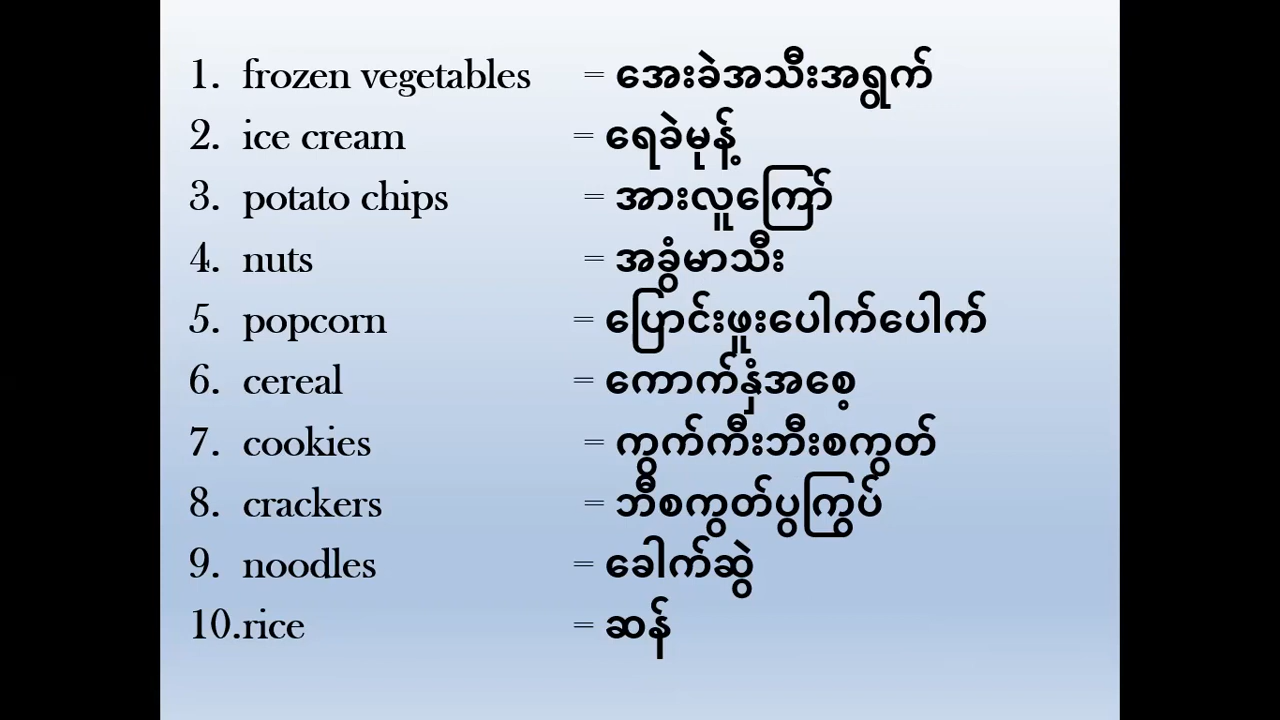 1. frozen vegetables = အေးခဲအသီးအရွက်
2. ice cream = ရေခဲမုန့်
3. potato chips = အားလူကြော်
4. nuts = အခွံမာသီး
5. popcorn = ပြောင်းဖူးပေါက်ပေါက်
6. cereal = ကောက်နှံအစေ့
7. cookies = ကွက်ကီးဘီးစကွတ်
8. crackers = ဘီစကွတ်ပွကြွပ်
9. noodles = ခေါက်ဆွဲ
10.rice = ဆန်